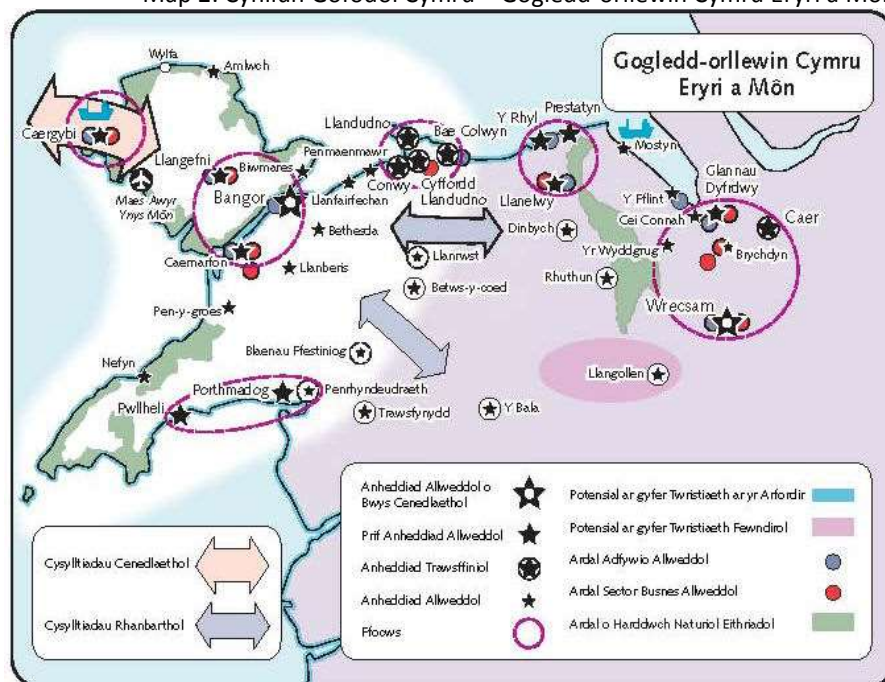 Cynllun Gofodol Cymru – Gogledd-orllewin Cymru Eryri a Môn
Gogledd-orllewin Cymru
Eryri a Môn
Wylfa
Amlwch
Caergybi
Llangefni
Maes Awyr
Ynys Môn
Biwmares
Bangor
Penmaenmawr
Llanfairfechan
Bethesda
Caernarfon
Llanberis
Pen-y-groes
Nefyn
Pwllheli
Porthmadog
Penrhyndeudraeth
Blaenau Ffestiniog
Trawsfynydd
Y Bala
Betws-y-coed
Llanrwst
Llandudno
Bae Colwyn
Conwy
Cyffordd
Llandudno
Y Rhyl
Prestatyn
Llanelwy
Dinbych
Rhuthun
Mostyn
Y Fflint
Cei Connah
Glannau
Dyfrdwy
Caer
Yr Wyddgrug
Brychdyn
Wrecsam
Llangollen
Cysylltiadau Cenedlaethol
Cysylltiadau Rhanbarthol
Anheddiad Allweddol o
Bwys Cenedlaethol
Prif Anheddiad Allweddol
Anheddiad Trawsffiniol
Anheddiad Allweddol
Ffocws
Potensial ar gyfer Twristiaeth ar yr Arfordir
Potensial ar gyfer Twristiaeth Fewndirol
Ardal Adfywio Allweddol
Ardal Sector Busnes Allweddol
Ardal o Harddwch Naturiol Eithriadol